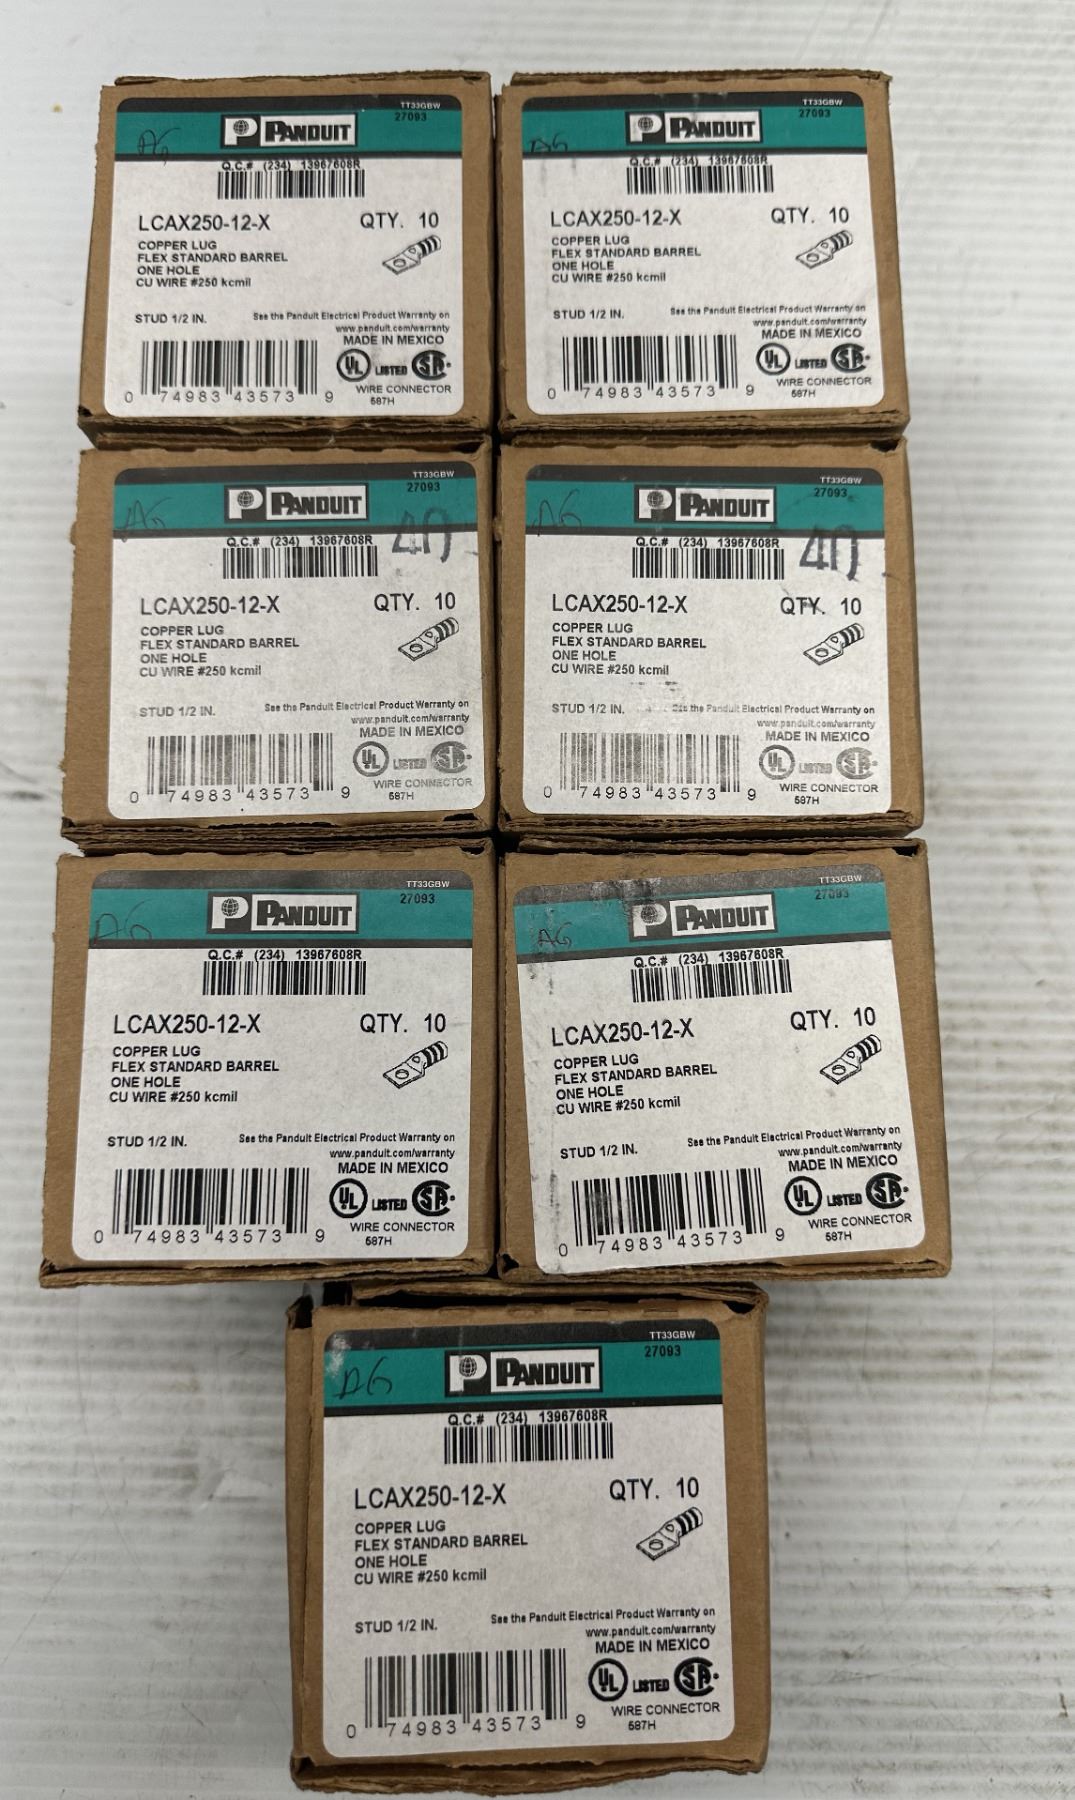 TT33GBW
27093
AG
PANDUIT
Q.C.# (234) 13967608R
LCAX250-12-X QTY. 10
COPPER LUG
FLEX STANDARD BARREL
ONE HOLE
CU WIRE #250 kcmil
STUD 1/2 IN. See the Panduit Electrical Product Warranty on
www.panduit.com/warranty
MADE IN MEXICO
UL LISTED SA
WIRE CONNECTOR
587H
0 74983 43573 9
TT33GBW
27093
AG
PANDUIT
Q.C.# (234) 13967608R
LCAX250-12-X QTY. 10
COPPER LUG
FLEX STANDARD BARREL
ONE HOLE
CU WIRE #250 kcmil
STUD 1/2 IN. See the Panduit Electrical Product Warranty on
www.panduit.com/warranty
MADE IN MEXICO
UL LISTED SA
WIRE CONNECTOR
587H
0 74983 43573 9
TT33GBW
27093
AG
PANDUIT
Q.C.# (234) 13967608R
LCAX250-12-X QTY. 10
COPPER LUG
FLEX STANDARD BARREL
ONE HOLE
CU WIRE #250 kcmil
STUD 1/2 IN. See the Panduit Electrical Product Warranty on
www.panduit.com/warranty
MADE IN MEXICO
UL LISTED SA
WIRE CONNECTOR
587H
0 74983 43573 9
TT33GBW
27093
AG
PANDUIT
Q.C.# (234) 13967608R
LCAX250-12-X QTY. 10
COPPER LUG
FLEX STANDARD BARREL
ONE HOLE
CU WIRE #250 kcmil
STUD 1/2 IN. See the Panduit Electrical Product Warranty on
www.panduit.com/warranty
MADE IN MEXICO
UL LISTED SA
WIRE CONNECTOR
587H
0 74983 43573 9
TT33GBW
27093
AG
PANDUIT
Q.C.# (234) 13967608R
LCAX250-12-X QTY. 10
COPPER LUG
FLEX STANDARD BARREL
ONE HOLE
CU WIRE #250 kcmil
STUD 1/2 IN. See the Panduit Electrical Product Warranty on
www.panduit.com/warranty
MADE IN MEXICO
UL LISTED SA
WIRE CONNECTOR
587H
0 74983 43573 9
TT33GBW
27093
AG
PANDUIT
Q.C.# (234) 13967608R
LCAX250-12-X QTY. 10
COPPER LUG
FLEX STANDARD BARREL
ONE HOLE
CU WIRE #250 kcmil
STUD 1/2 IN. See the Panduit Electrical Product Warranty on
www.panduit.com/warranty
MADE IN MEXICO
UL LISTED SA
WIRE CONNECTOR
587H
0 74983 43573 9
TT33GBW
27093
AG
PANDUIT
Q.C.# (234) 13967608R
LCAX250-12-X QTY. 10
COPPER LUG
FLEX STANDARD BARREL
ONE HOLE
CU WIRE #250 kcmil
STUD 1/2 IN. See the Panduit Electrical Product Warranty on
www.panduit.com/warranty
MADE IN MEXICO
UL LISTED SA
WIRE CONNECTOR
587H
0 74983 43573 9